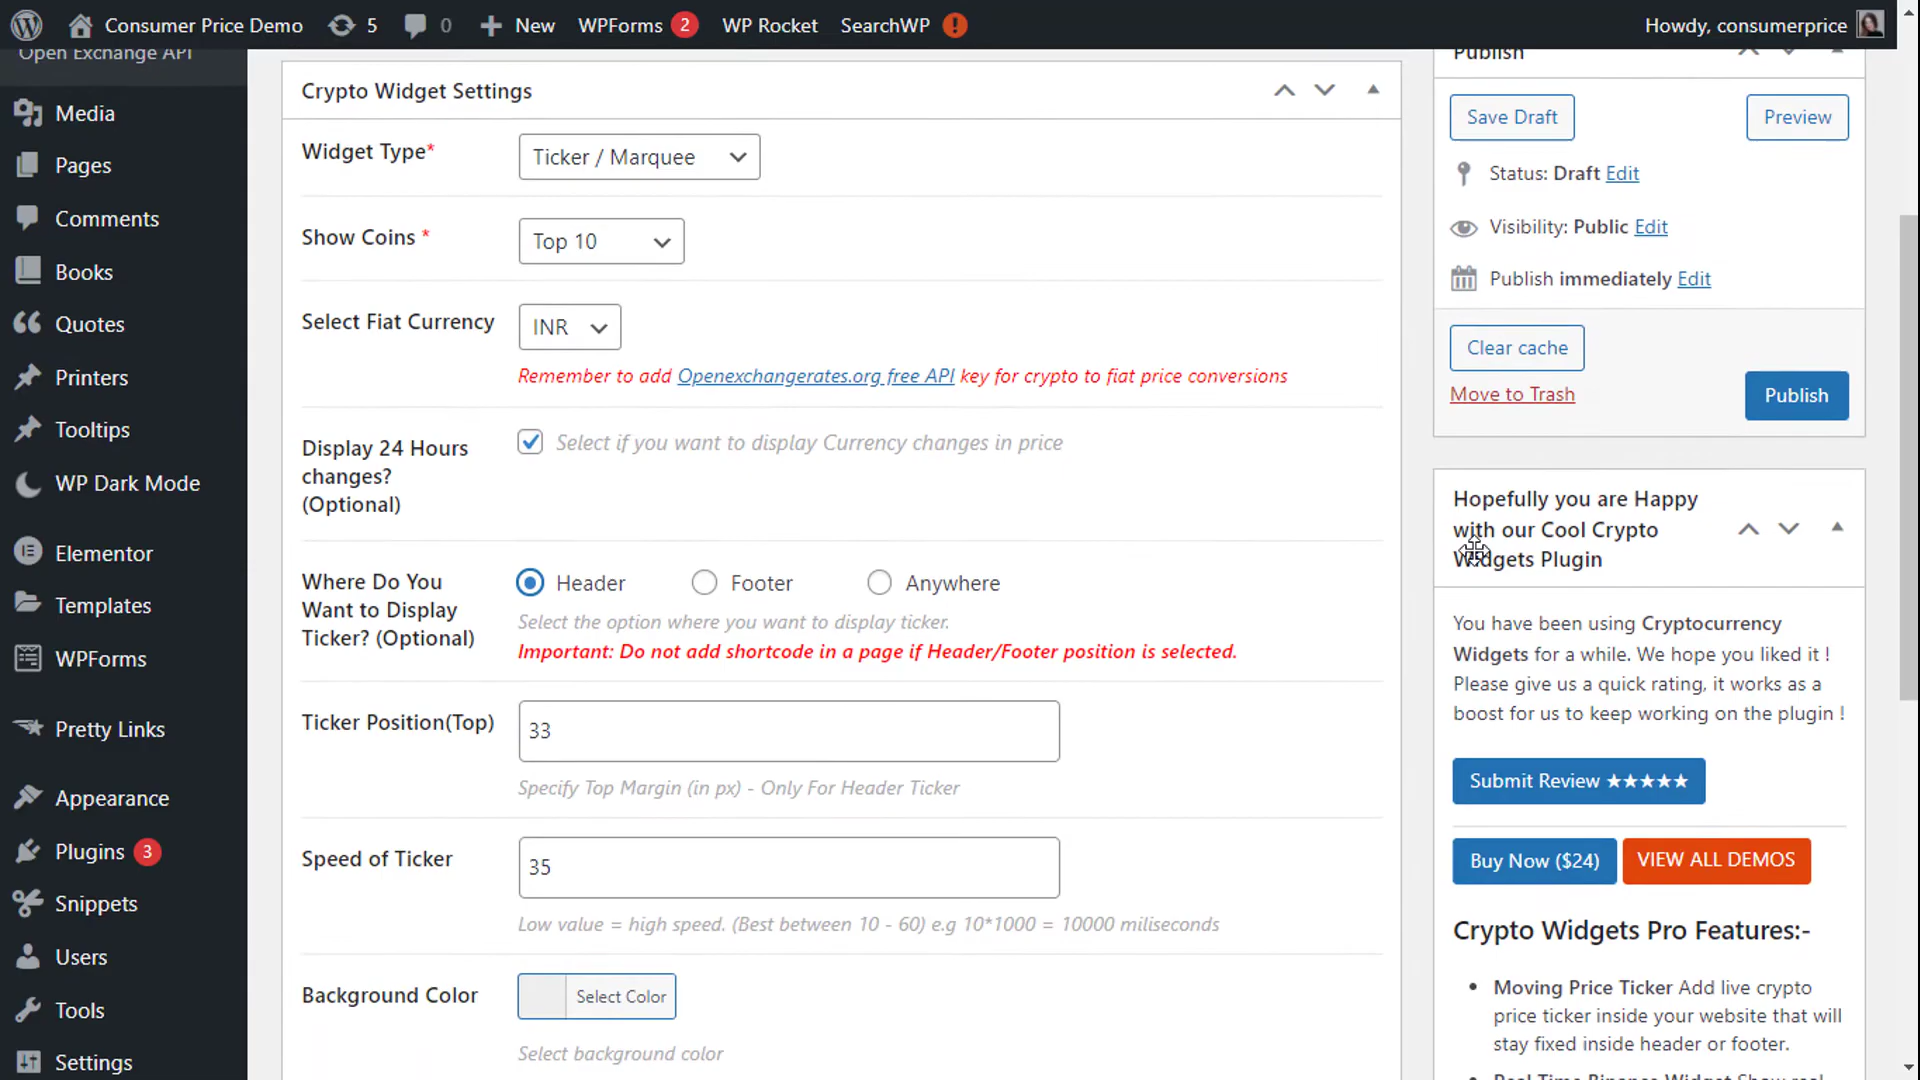 Consumer Price Demo
5
0
New
WPForms 2
WP Rocket
SearchWP !
Howdy, consumerprice
Open Exchange API
Media
Pages
Comments
Books
Quotes
Printers
Tooltips
WP Dark Mode
Elementor
Templates
WPForms
Pretty Links
Appearance
Plugins 3
Snippets
Users
Tools
Settings
Crypto Widget Settings
Widget Type*
Ticker / Marquee
Show Coins *
Top 10
Select Fiat Currency
INR
Remember to add Openexchangerates.org free API key for crypto to fiat price conversions
Display 24 Hours
changes?
(Optional)
Select if you want to display Currency changes in price
Where Do You
Want to Display
Ticker? (Optional)
Header
Footer
Anywhere
Select the option where you want to display ticker.
Important: Do not add shortcode in a page if Header/Footer position is selected.
Ticker Position(Top)
33
Specify Top Margin (in px) - Only For Header Ticker
Speed of Ticker
35
Low value = high speed. (Best between 10 - 60) e.g 10*1000 = 10000 miliseconds
Background Color
Select Color
Select background color
Publish
Save Draft
Preview
Status: Draft Edit
Visibility: Public Edit
Publish immediately Edit
Clear cache
Move to Trash
Publish
Hopefully you are Happy
with our Cool Crypto
Widgets Plugin
You have been using Cryptocurrency
Widgets for a while. We hope you liked it !
Please give us a quick rating, it works as a
boost for us to keep working on the plugin !
Submit Review ★★★★★
Buy Now ($24)
VIEW ALL DEMOS
Crypto Widgets Pro Features:-
• Moving Price Ticker Add live crypto
price ticker inside your website that will
stay fixed inside header or footer.
• Real Time Binance Widget Show real